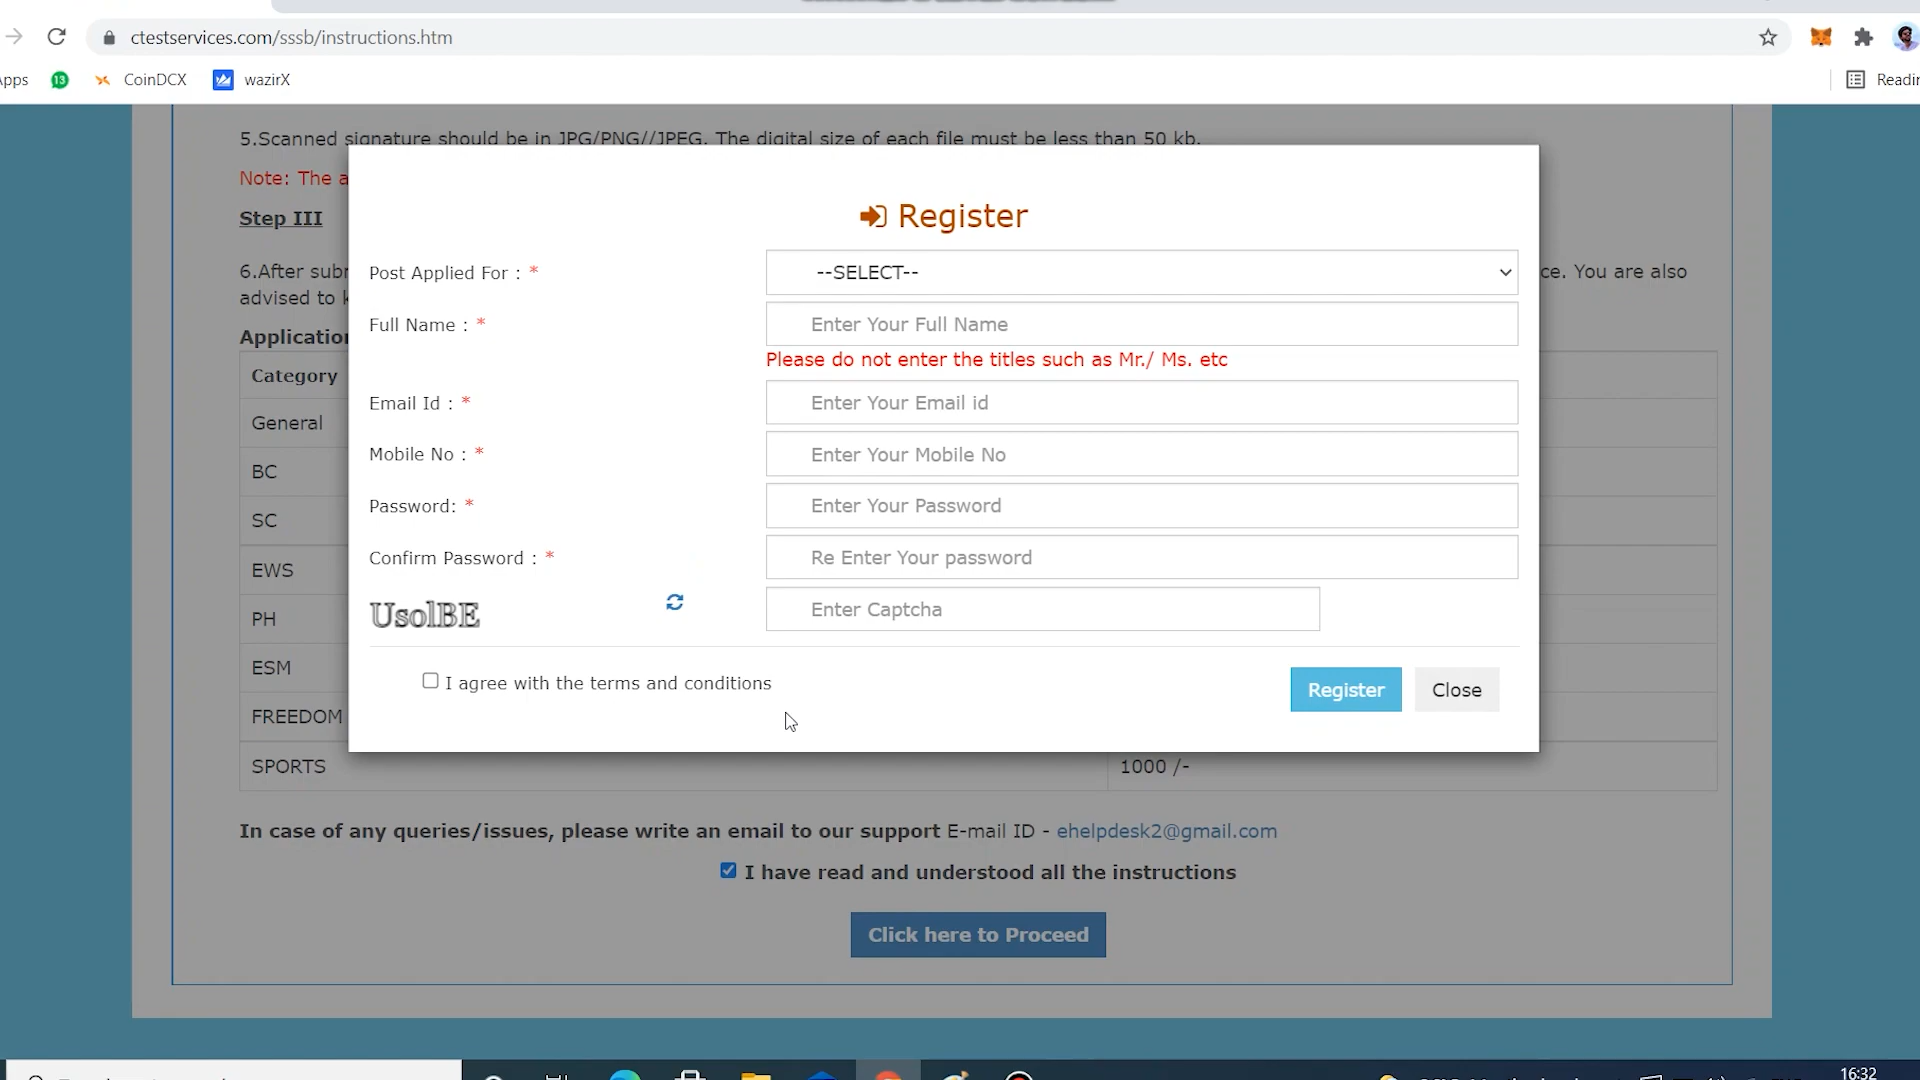 ctestservices.com/sssb/instructions.htm
13
CoinDCX
wazirX
5.Scanned signature should be in JPG/PNG//JPEG. The digital size of each file must be less than 50 kb.
Note: The a
Step III
6.After subr
ce. You are also
advised to k
Register
Post Applied For : *
--SELECT--
Full Name : *
Enter Your Full Name
Please do not enter the titles such as Mr./ Ms. etc
Email Id : *
Enter Your Email id
Mobile No : *
Enter Your Mobile No
Password: *
Enter Your Password
Confirm Password : *
Re Enter Your password
UsolBE
Enter Captcha
I agree with the terms and conditions
Register
Close
Category
General
BC
SC
EWS
PH
ESM
FREEDOM
SPORTS
1000 /-
In case of any queries/issues, please write an email to our support E-mail ID - ehelpdesk2@gmail.com
I have read and understood all the instructions
Click here to Proceed
16:32